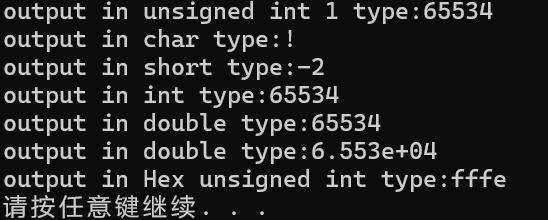 output in unsigned int 1 type:65534
output in char type:!
output in short type:-2
output in int type:65534
output in double type:65534
output in double type:6.553e+04
output in Hex unsigned int type:fffe
请按任意键继续. . .